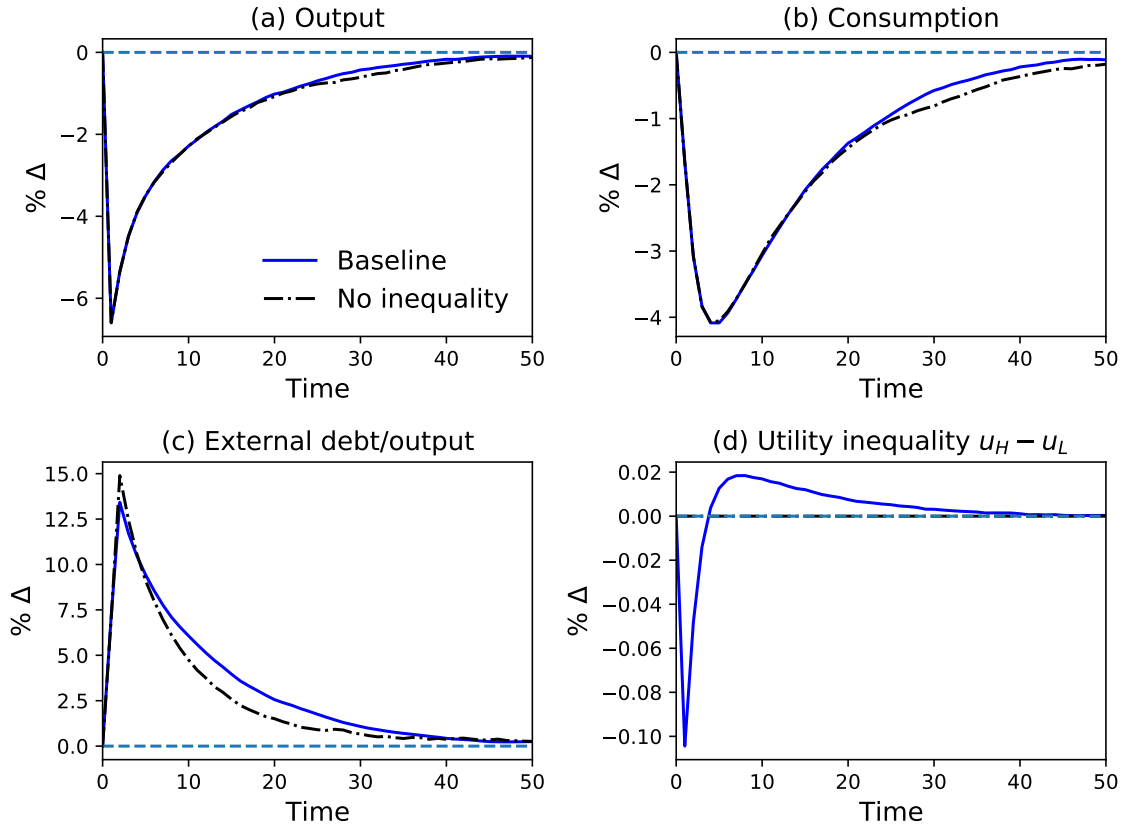 (a) Output
0
−2
−4
−6
% Δ
Baseline
No inequality
0 10 20 30 40 50
Time
(b) Consumption
0
−1
−2
−3
−4
% Δ
0 10 20 30 40 50
Time
(c) External debt/output
15.0
12.5
10.0
7.5
5.0
2.5
0.0
% Δ
0 10 20 30 40 50
Time
(d) Utility inequality u_H − u_L
0.02
0.00
−0.02
−0.04
−0.06
−0.08
−0.10
% Δ
0 10 20 30 40 50
Time